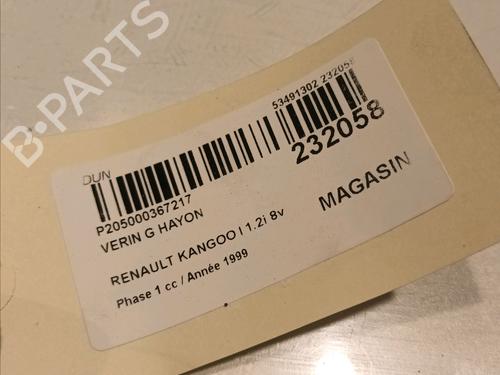 B-PARTS
DUN
53491302 232058
232058
P205000367217
VERIN G HAYON
MAGASIN
RENAULT KANGOO I 1.2i 8v
Phase 1 cc / Année 1999